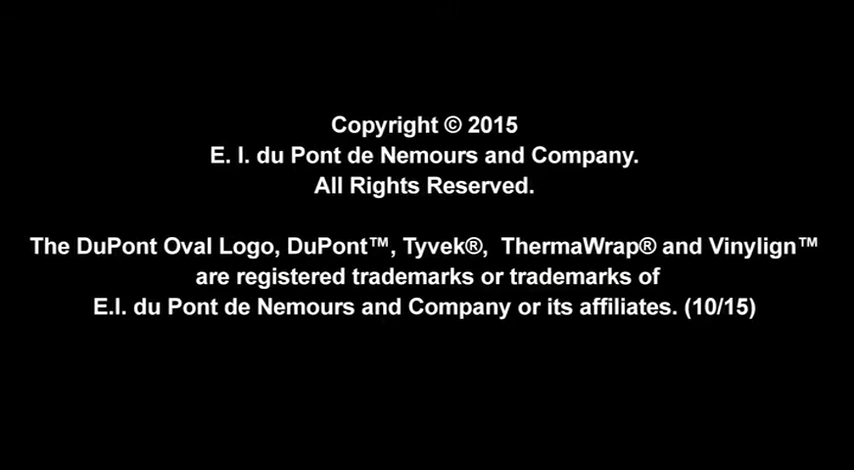 Copyright © 2015
E. I. du Pont de Nemours and Company.
All Rights Reserved.
The DuPont Oval Logo, DuPont™, Tyvek®, ThermaWrap® and Vinylign™
are registered trademarks or trademarks of
E.I. du Pont de Nemours and Company or its affiliates. (10/15)